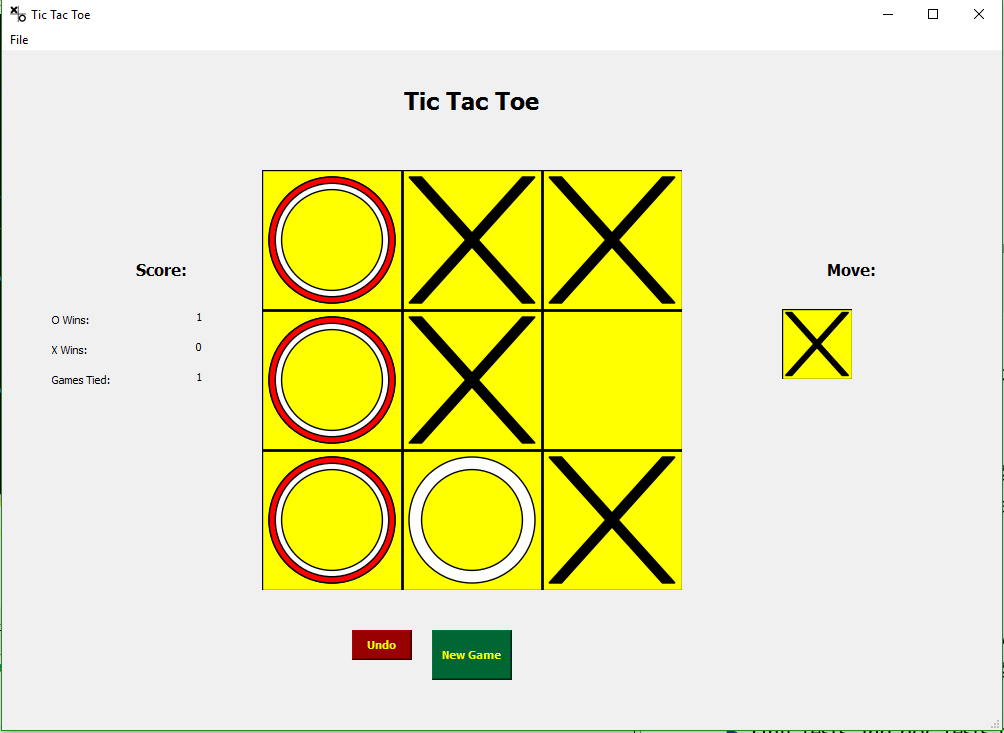 Tic Tac Toe
File
Tic Tac Toe
Score:
O Wins: 1
X Wins: 0
Games Tied: 1
Move:
Undo
New Game